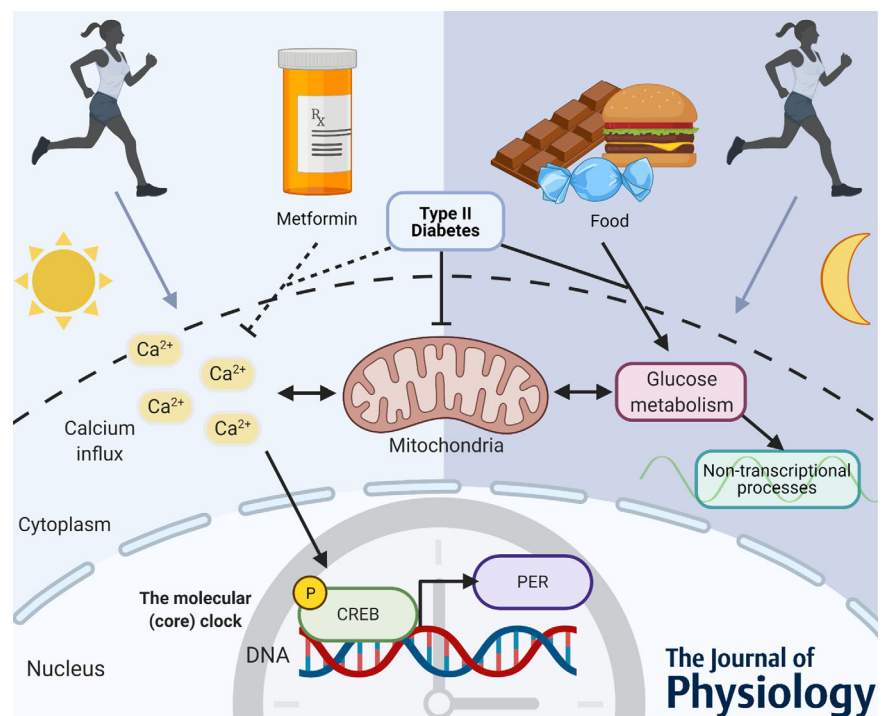 Rx
Metformin
Type II
Diabetes
Food
Ca²⁺
Ca²⁺
Ca²⁺
Ca²⁺
Calcium
influx
Mitochondria
Glucose
metabolism
Non-transcriptional
processes
Cytoplasm
The molecular
(core) clock
P
CREB
PER
DNA
Nucleus
The Journal of
Physiology